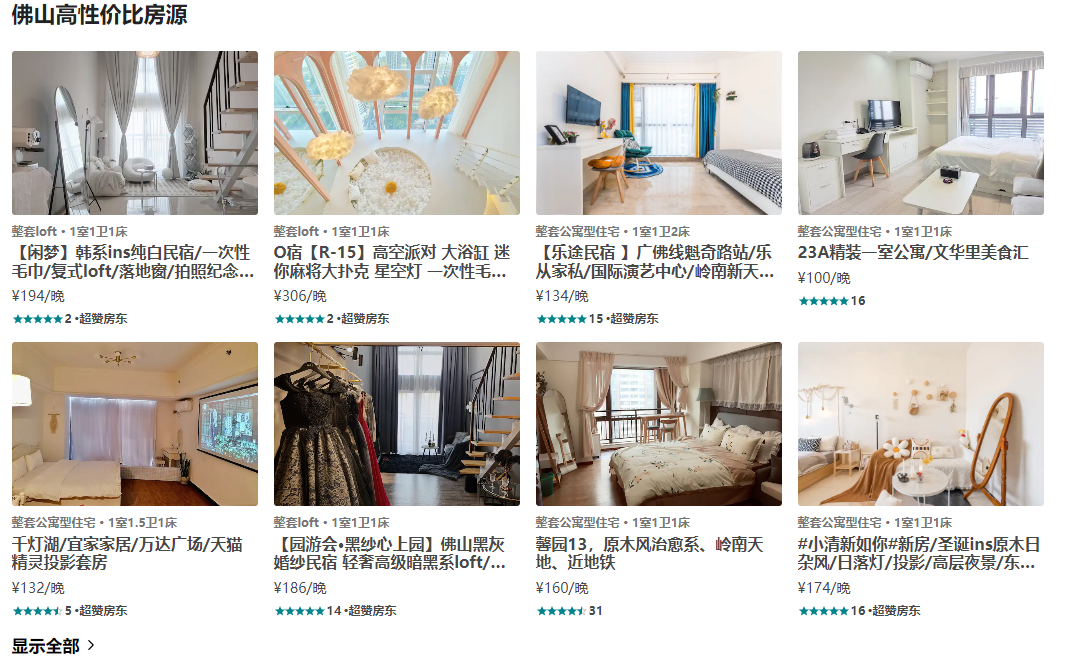 佛山高性价比房源
整套loft · 1室1卫1床
【闲梦】韩系ins纯白民宿/一次性
毛巾/复式loft/落地窗/拍照纪念...
¥194/晚
★★★★★ 2 ·超赞房东
整套loft · 1室1卫1床
O宿【R-15】高空派对 大浴缸 迷
你麻将大扑克 星空灯 一次性毛...
¥306/晚
★★★★★ 2 ·超赞房东
整套公寓型住宅 · 1室1卫2床
【乐途民宿 】广佛线魁奇路站/乐
从家私/国际演艺中心/岭南新天...
¥134/晚
★★★★★ 15 ·超赞房东
整套公寓型住宅 · 1室1卫1床
23A精装一室公寓/文华里美食汇
¥100/晚
★★★★★ 16
整套公寓型住宅 · 1室1.5卫1床
千灯湖/宜家家居/万达广场/天猫
精灵投影套房
¥132/晚
5 ·超赞房东
整套loft · 1室1卫1床
【园游会•黑纱心上园】佛山黑灰
婚纱民宿 轻奢高级暗黑系loft/...
¥186/晚
★★★★★ 14 ·超赞房东
整套公寓型住宅 · 1室1卫1床
馨园13，原木风治愈系、岭南天
地、近地铁
¥160/晚
31
整套公寓型住宅 · 1室1卫1床
#小清新如你#新房/圣诞ins原木日
杂风/日落灯/投影/高层夜景/东...
¥174/晚
★★★★★ 16 ·超赞房东
显示全部 >